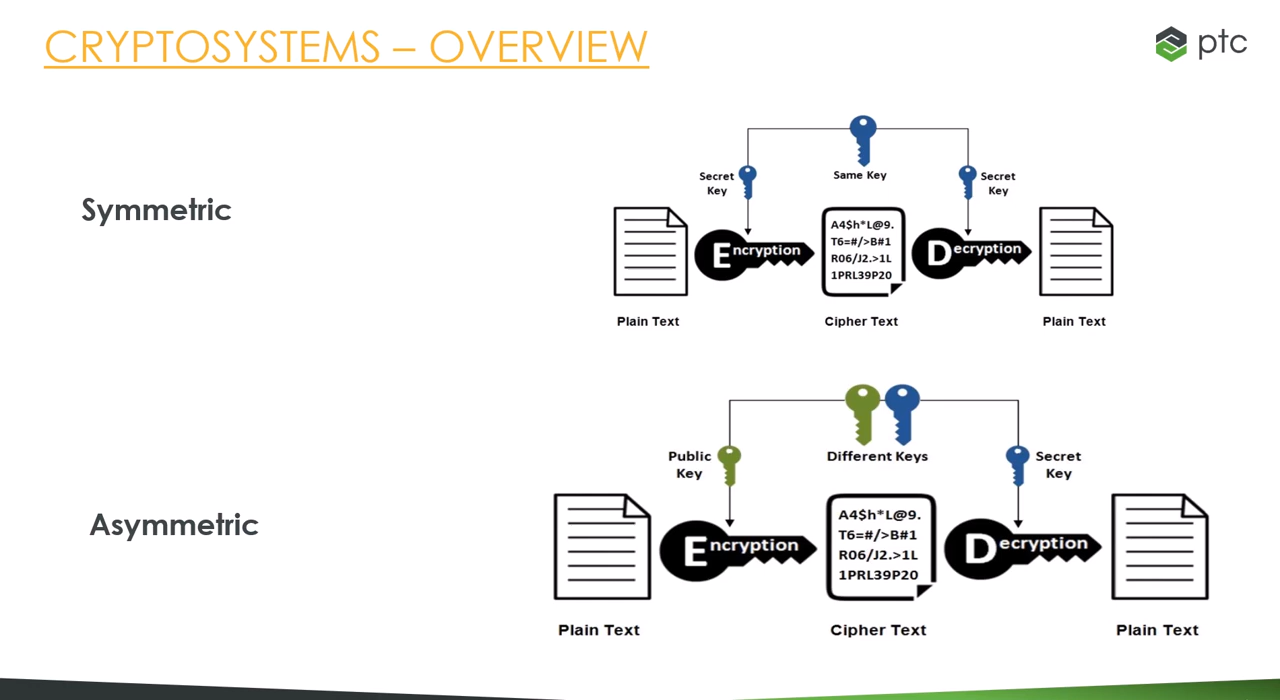 CRYPTOSYSTEMS – OVERVIEW
ptc
Symmetric
Same Key
Secret
Key
Secret
Key
Encryption
A4$h*L@9.
T6=#/>B#1
R06/J2.>1L
1PRL39P20
Decryption
Plain Text
Cipher Text
Plain Text
Asymmetric
Different Keys
Public
Key
Secret
Key
Encryption
A4$h*L@9.
T6=#/>B#1
R06/J2.>1L
1PRL39P20
Decryption
Plain Text
Cipher Text
Plain Text